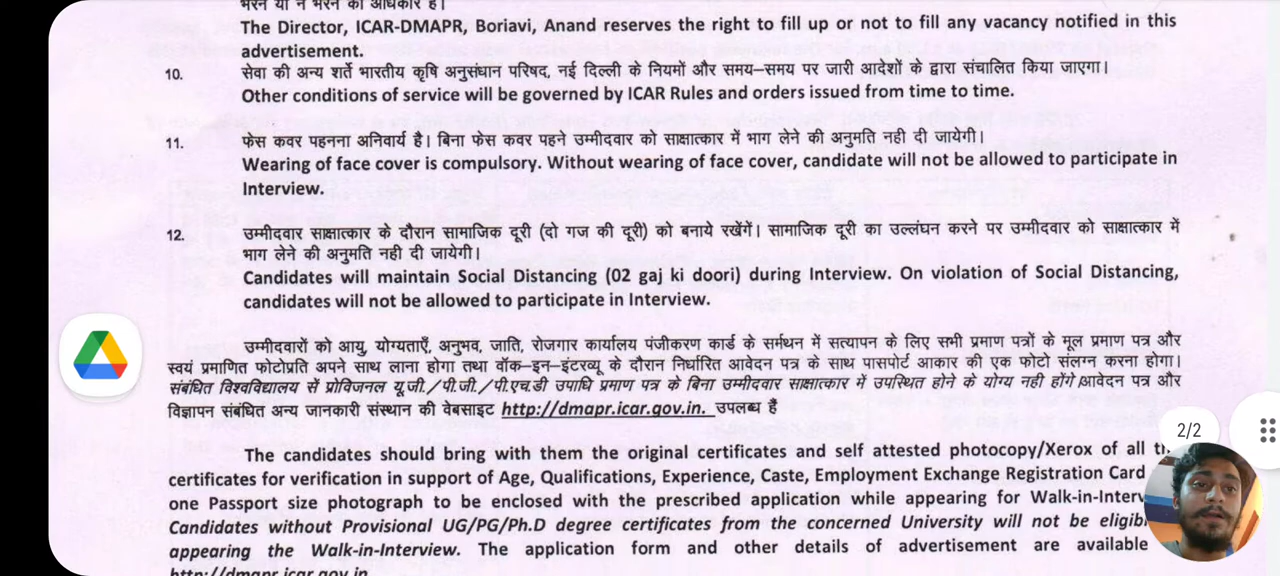 भरने या न भरने का अधिकार है।
The Director, ICAR-DMAPR, Boriavi, Anand reserves the right to fill up or not to fill any vacancy notified in this
advertisement.
10. सेवा की अन्य शर्ते भारतीय कृषि अनुसंधान परिषद, नई दिल्ली के नियमों और समय-समय पर जारी आदेशों के द्वारा संचालित किया जाएगा।
Other conditions of service will be governed by ICAR Rules and orders issued from time to time.
11. फेस कवर पहनना अनिवार्य है। बिना फेस कवर पहने उम्मीदवार को साक्षात्कार में भाग लेने की अनुमति नही दी जायेगी।
Wearing of face cover is compulsory. Without wearing of face cover, candidate will not be allowed to participate in
Interview.
12. उम्मीदवार साक्षात्कार के दौरान सामाजिक दूरी (दो गज की दूरी) को बनाये रखेंगें। सामाजिक दूरी का उल्लंघन करने पर उम्मीदवार को साक्षात्कार में
भाग लेने की अनुमति नही दी जायेगी।
Candidates will maintain Social Distancing (02 gaj ki doori) during Interview. On violation of Social Distancing,
candidates will not be allowed to participate in Interview.
उम्मीदवारों को आयु, योग्यताएँ, अनुभव, जाति, रोजगार कार्यालय पंजीकरण कार्ड के सर्मथन में सत्यापन के लिए सभी प्रमाण पत्रों के मूल प्रमाण पत्र और
स्वयं प्रमाणित फोटोप्रति अपने साथ लाना होगा तथा वॉक-इन-इंटरव्यू के दौरान निर्धारित आवेदन पत्र के साथ पासपोर्ट आकार की एक फोटो संलग्न करना होगा।
संबंधित विश्वविद्यालय सें प्रोविजनल यू.जी./पी.जी./पी.एच.डी उपाधि प्रमाण पत्र के बिना उम्मीदवार साक्षात्कार में उपस्थित होने के योग्य नही होंगे।आवेदन पत्र और
विज्ञापन संबंधित अन्य जानकारी संस्थान की वेबसाइट http://dmapr.icar.gov.in. उपलब्ध हैं
2/2
The candidates should bring with them the original certificates and self attested photocopy/Xerox of all
certificates for verification in support of Age, Qualifications, Experience, Caste, Employment Exchange Registration Card
one Passport size photograph to be enclosed with the prescribed application while appearing for Walk-in-Interv
Candidates without Provisional UG/PG/Ph.D degree certificates from the concerned University will not be eligib
appearing the Walk-in-Interview. The application form and other details of advertisement are available
http://dmapr.icar.gov.in